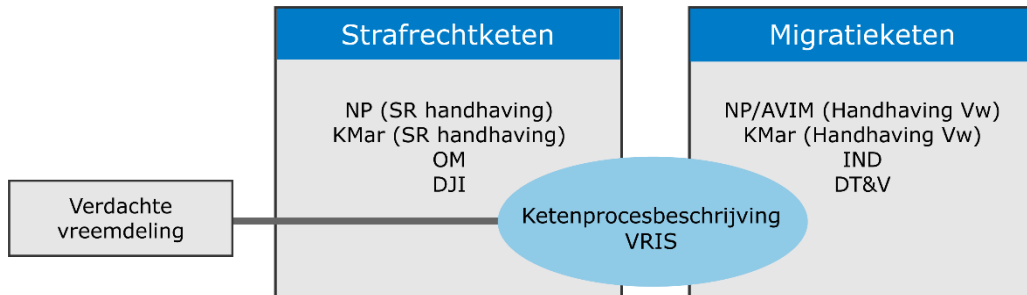 Strafrechtketen
NP (SR handhaving)
KMar (SR handhaving)
OM
DJI
Migratieketen
NP/AVIM (Handhaving Vw)
KMar (Handhaving Vw)
IND
DT&V
Verdachte
vreemdeling
Ketenprocesbeschrijving
VRIS